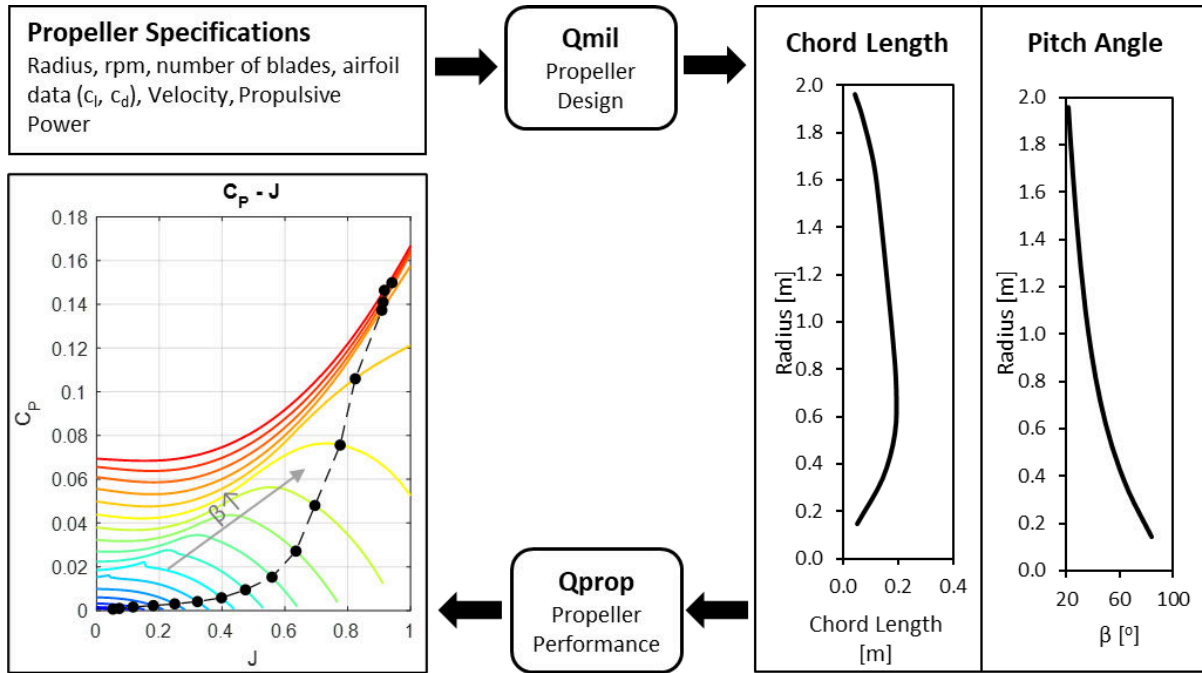 Propeller Specifications
Radius, rpm, number of blades, airfoil
data (cl, cd), Velocity, Propulsive
Power
Qmil
Propeller
Design
Chord Length
2.0
1.8
1.6
1.4
1.2
1.0
0.8
0.6
0.4
0.2
0.0
Radius [m]
0.0 0.2 0.4
Chord Length
[m]
Pitch Angle
2.0
1.8
1.6
1.4
1.2
1.0
0.8
0.6
0.4
0.2
0.0
Radius [m]
20 60 100
β [°]
Qprop
Propeller
Performance
CP - J
0.18
0.16
0.14
0.12
0.1
0.08
0.06
0.04
0.02
0
CP
β ↗
0 0.2 0.4 0.6 0.8 1
J